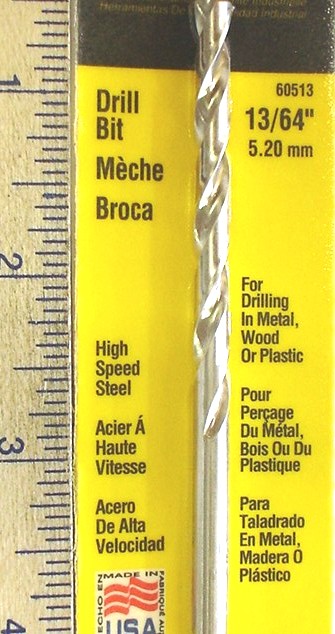 Herramientas De
60513
13/64"
5.20 mm
Drill
Bit
Mèche
Broca
For
Drilling
In Metal,
Wood
Or Plastic
High
Speed
Steel
Pour
Perçage
Du Métal,
Bois Ou Du
Plastique
Acier Á
Haute
Vitesse
Para
Taladrado
En Metal,
Madera O
Plástico
Acero
De Alta
Velocidad
MADE IN
USA
1
2
3
4